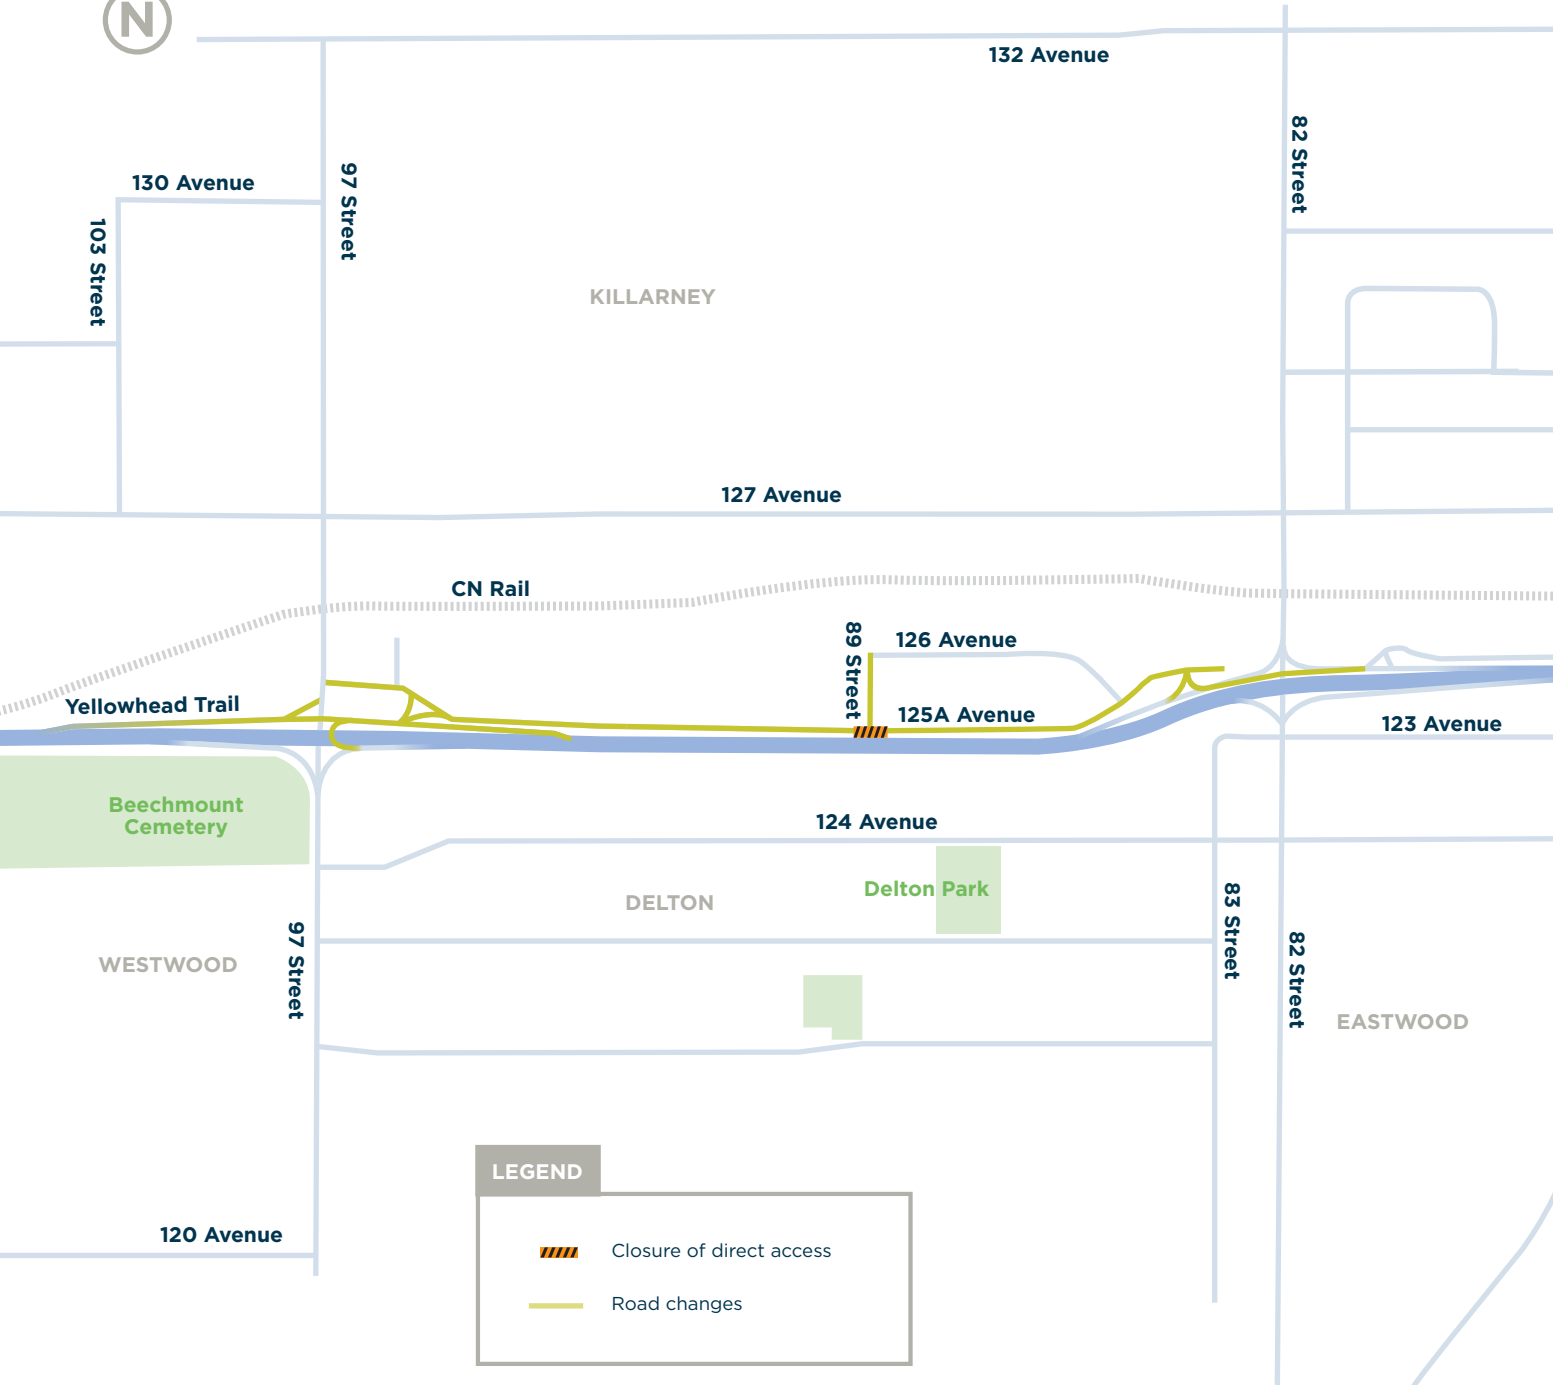 N
132 Avenue
82 Street
97 Street
130 Avenue
103 Street
KILLARNEY
127 Avenue
CN Rail
89 Street
126 Avenue
Yellowhead Trail
125A Avenue
123 Avenue
Beechmount
Cemetery
124 Avenue
Delton Park
DELTON
83 Street
97 Street
82 Street
WESTWOOD
EASTWOOD
LEGEND
120 Avenue
Closure of direct access
Road changes